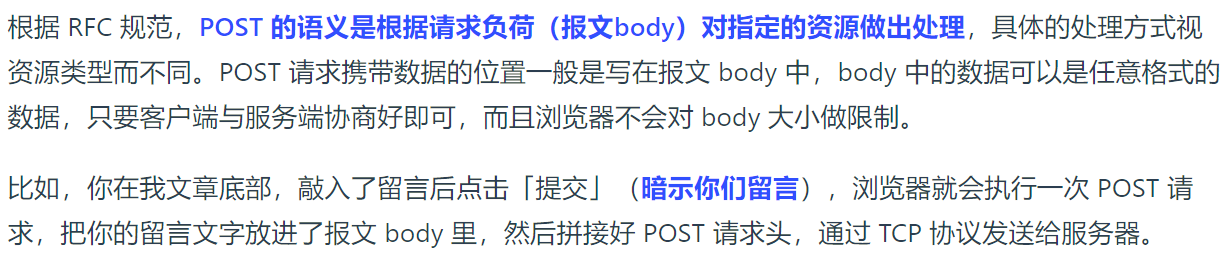 根据 RFC 规范，POST 的语义是根据请求负荷（报文body）对指定的资源做出处理，具体的处理方式视
资源类型而不同。POST 请求携带数据的位置一般是写在报文 body 中，body 中的数据可以是任意格式的
数据，只要客户端与服务端协商好即可，而且浏览器不会对 body 大小做限制。
比如，你在我文章底部，敲入了留言后点击「提交」（暗示你们留言），浏览器就会执行一次 POST 请
求，把你的留言文字放进了报文 body 里，然后拼接好 POST 请求头，通过 TCP 协议发送给服务器。